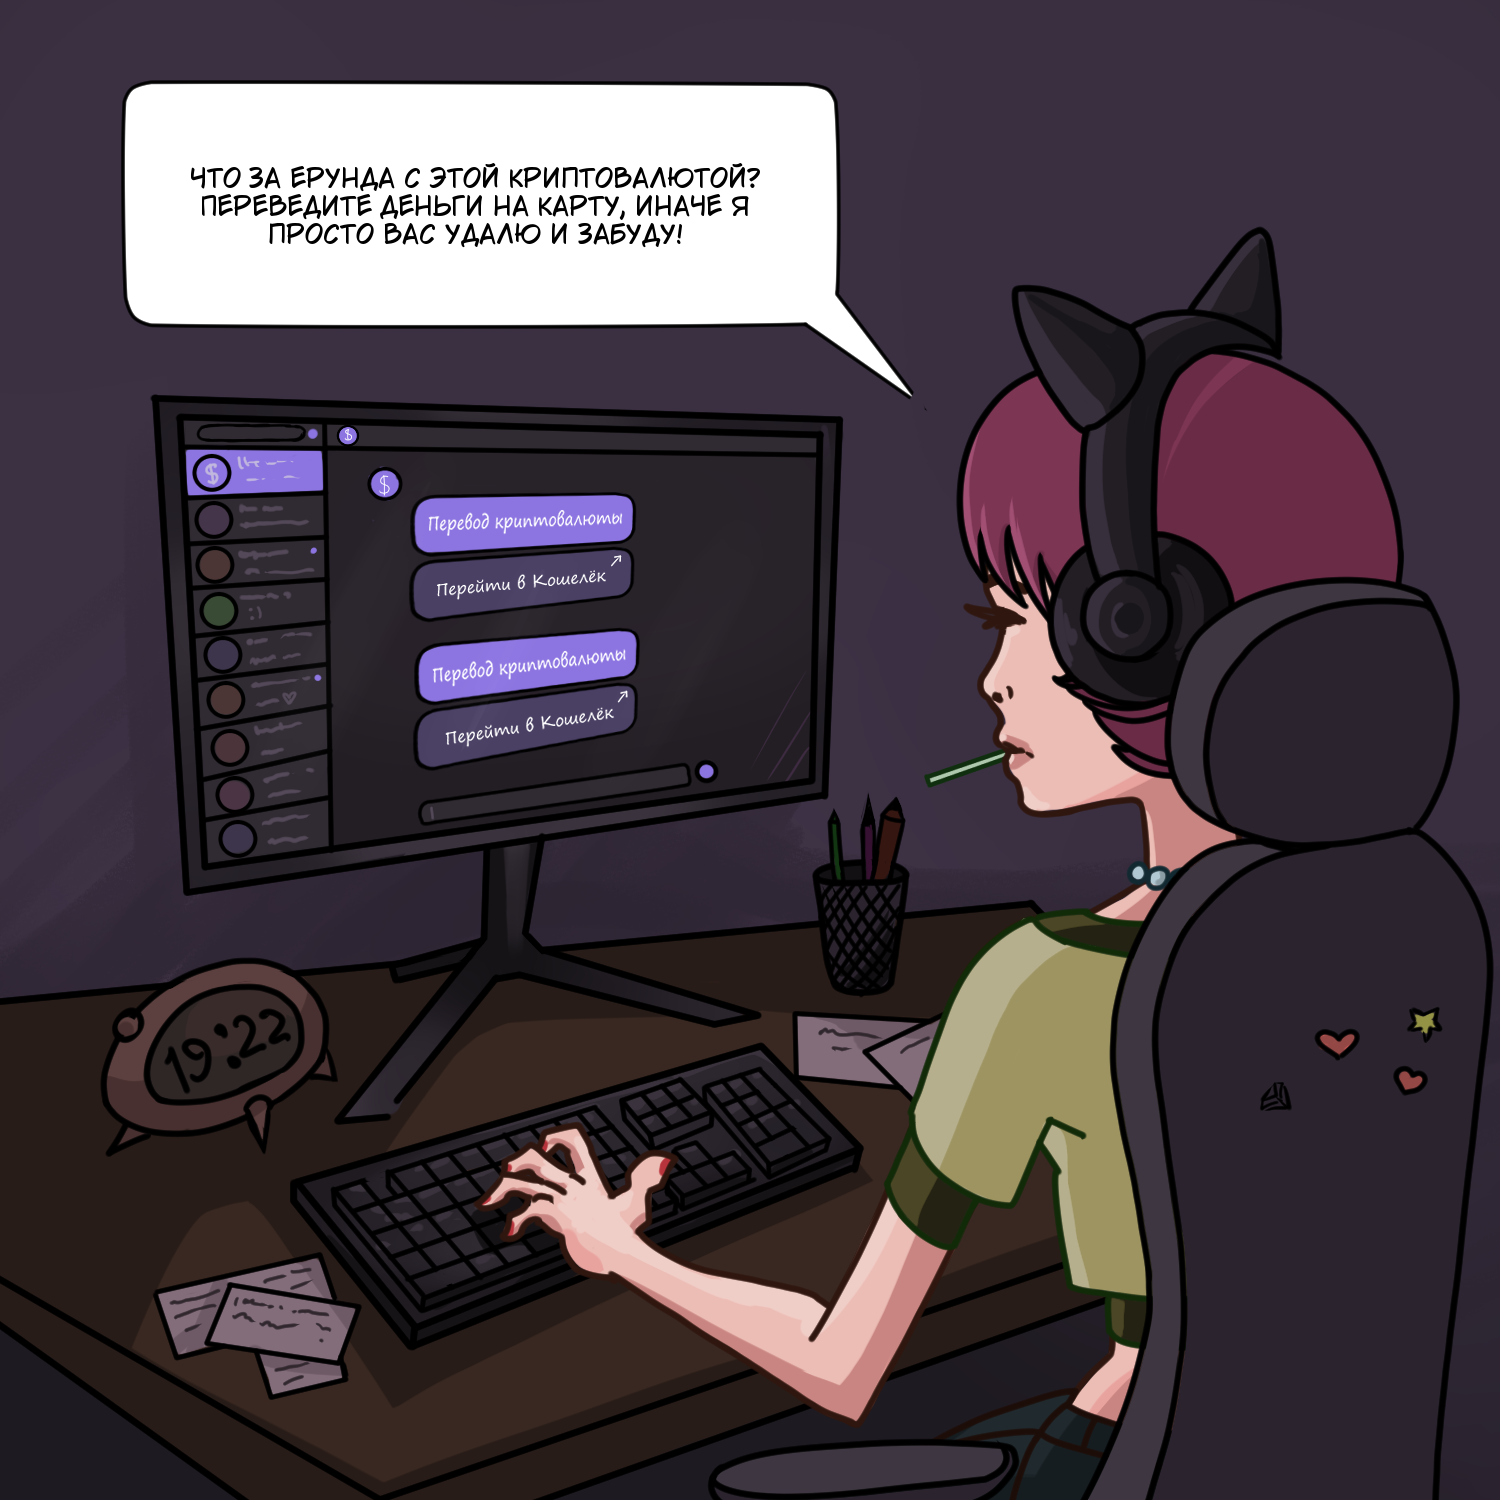 ЧТО ЗА ЕРУНДА С ЭТОЙ КРИПТОВАЛЮТОЙ?
ПЕРЕВЕДИТЕ ДЕНЬГИ НА КАРТУ, ИНАЧЕ Я
ПРОСТО ВАС УДАЛЮ И ЗАБУДУ!
$
$
$
Перевод криптовалюты
Перейти в Кошелёк
:)
Перевод криптовалюты
Перейти в Кошелёк
19:22